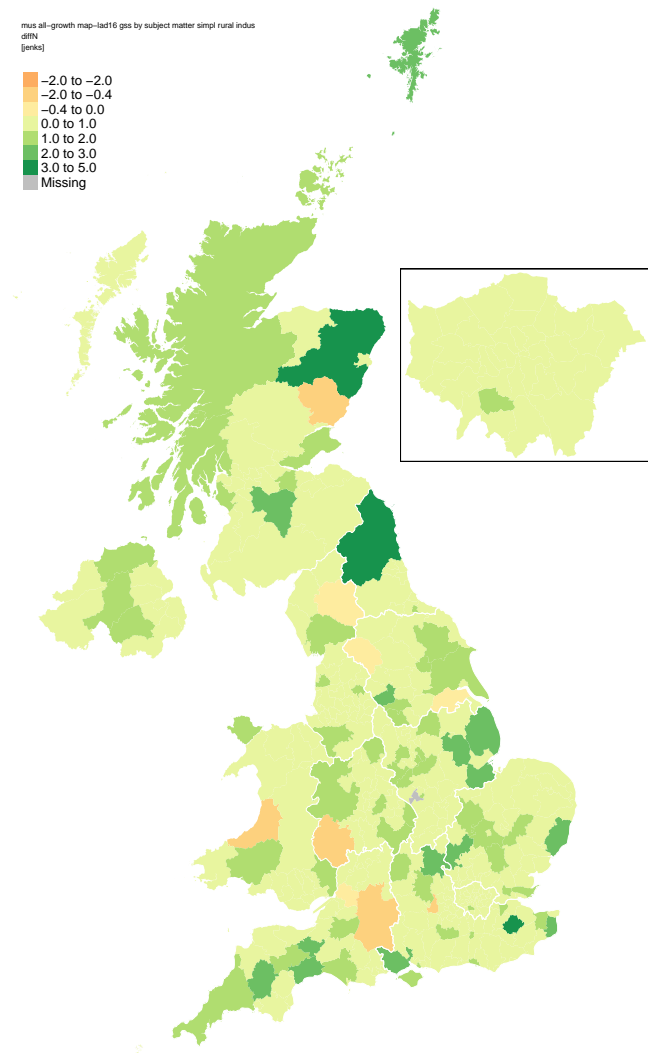 mus all−growth map−lad16 gss by subject matter simpl rural indus
diffN
[jenks]
−2.0 to −2.0
−2.0 to −0.4
−0.4 to 0.0
0.0 to 1.0
1.0 to 2.0
2.0 to 3.0
3.0 to 5.0
Missing